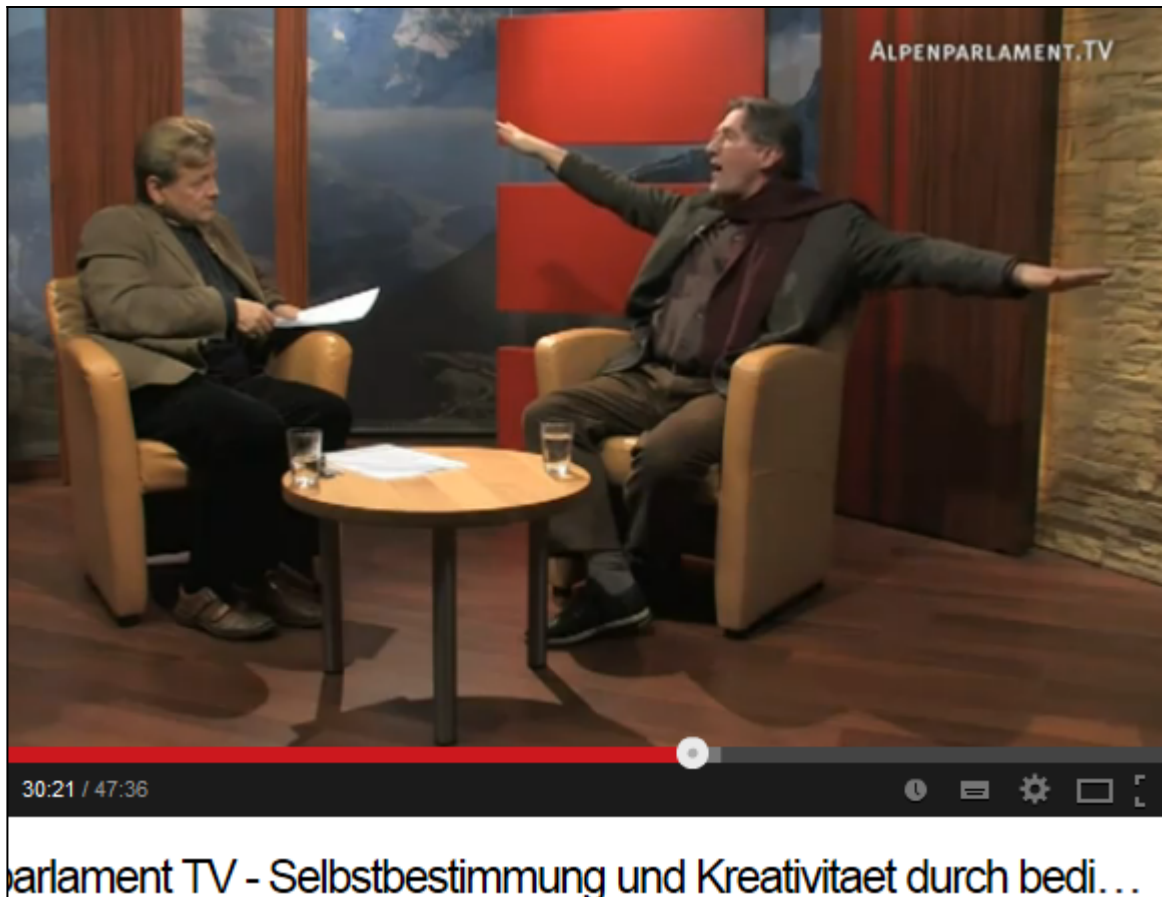 ALPENPARLAMENT.TV
30:21 / 47:36
parlament TV - Selbstbestimmung und Kreativitaet durch bedi...